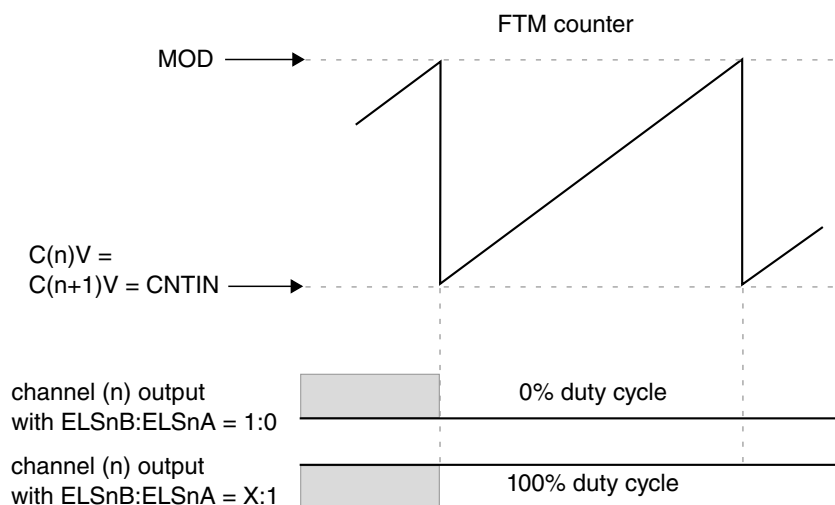 FTM counter
MOD
C(n)V =
C(n+1)V = CNTIN
channel (n) output
with ELSnB:ELSnA = 1:0
0% duty cycle
channel (n) output
with ELSnB:ELSnA = X:1
100% duty cycle